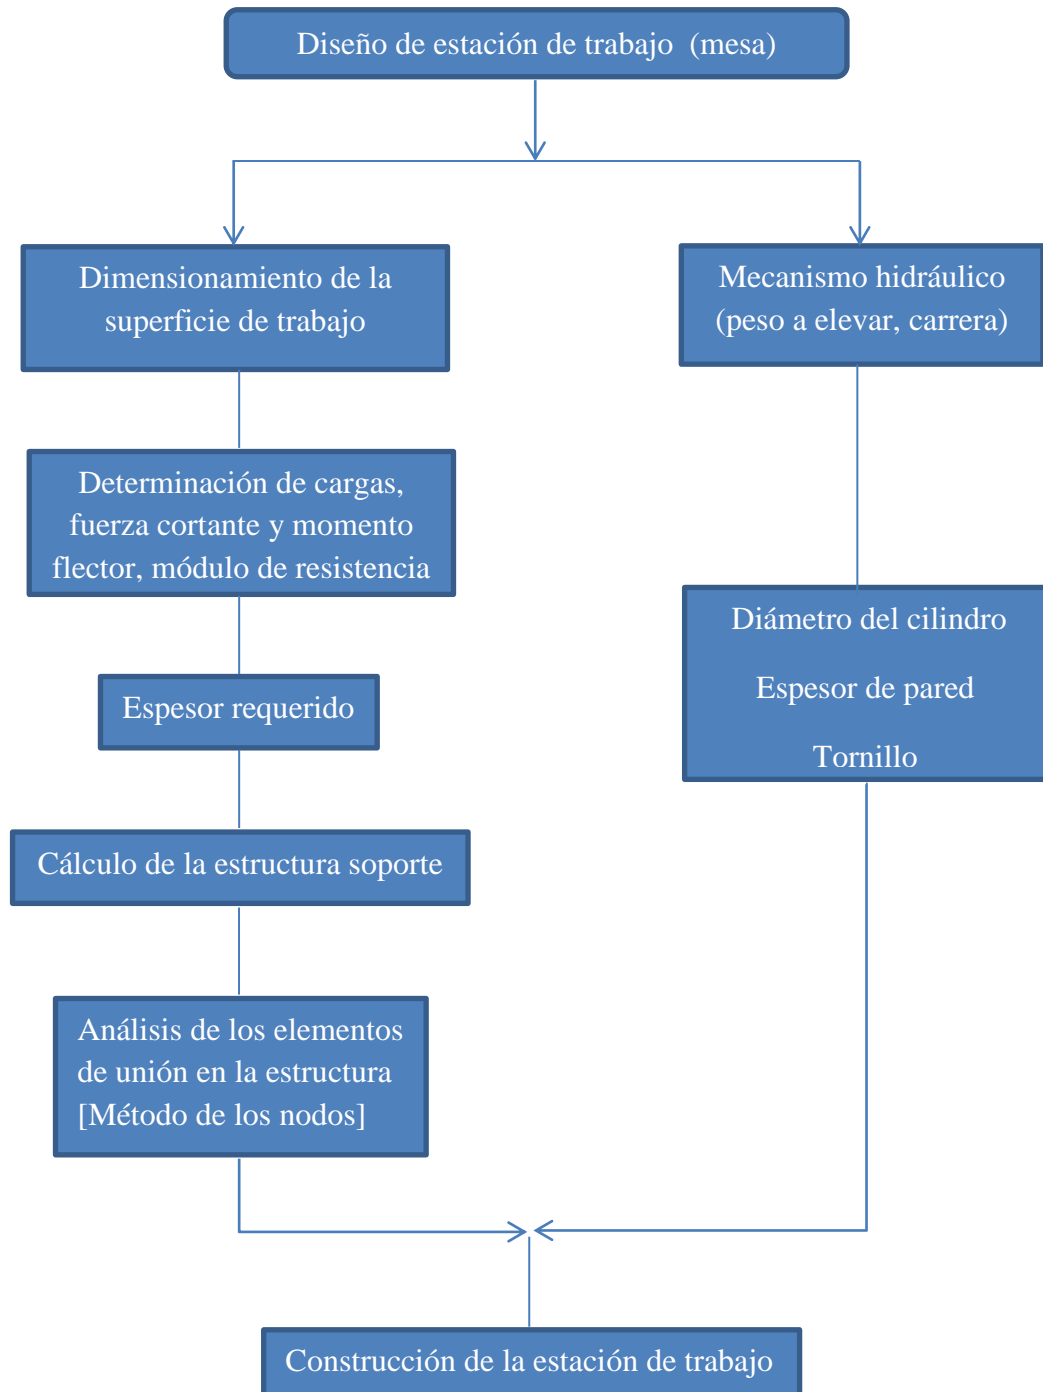 Diseño de estación de trabajo (mesa)
Dimensionamiento de la
superficie de trabajo
Mecanismo hidráulico
(peso a elevar, carrera)
Determinación de cargas,
fuerza cortante y momento
flector, módulo de resistencia
Diámetro del cilindro
Espesor de pared
Tornillo
Espesor requerido
Cálculo de la estructura soporte
Análisis de los elementos
de unión en la estructura
[Método de los nodos]
Construcción de la estación de trabajo